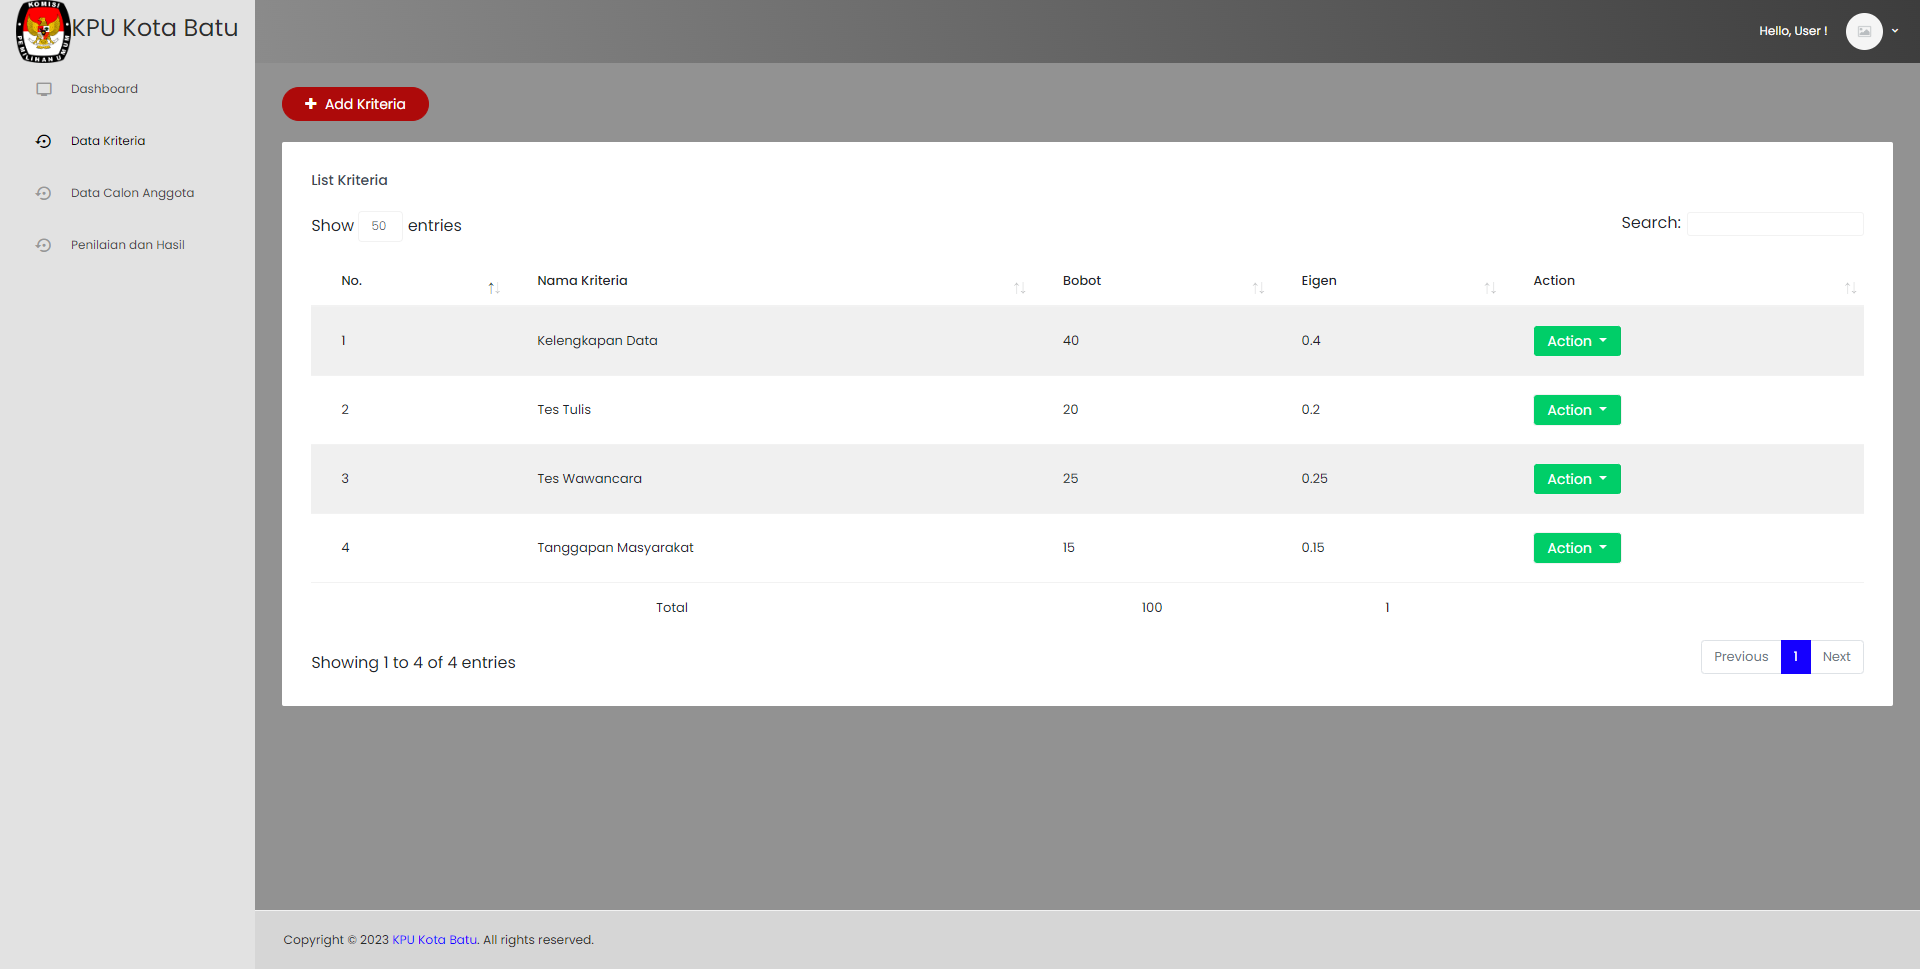 KOMISI
PEMILIHAN UMUM
KPU Kota Batu
Hello, User !
Dashboard
Data Kriteria
Data Calon Anggota
Penilaian dan Hasil
Add Kriteria
List Kriteria
Show 50 entries
Search:
No. Nama Kriteria Bobot Eigen Action
1 Kelengkapan Data 40 0.4 Action
2 Tes Tulis 20 0.2 Action
3 Tes Wawancara 25 0.25 Action
4 Tanggapan Masyarakat 15 0.15 Action
Total 100 1
Showing 1 to 4 of 4 entries
Previous 1 Next
Copyright © 2023 KPU Kota Batu. All rights reserved.